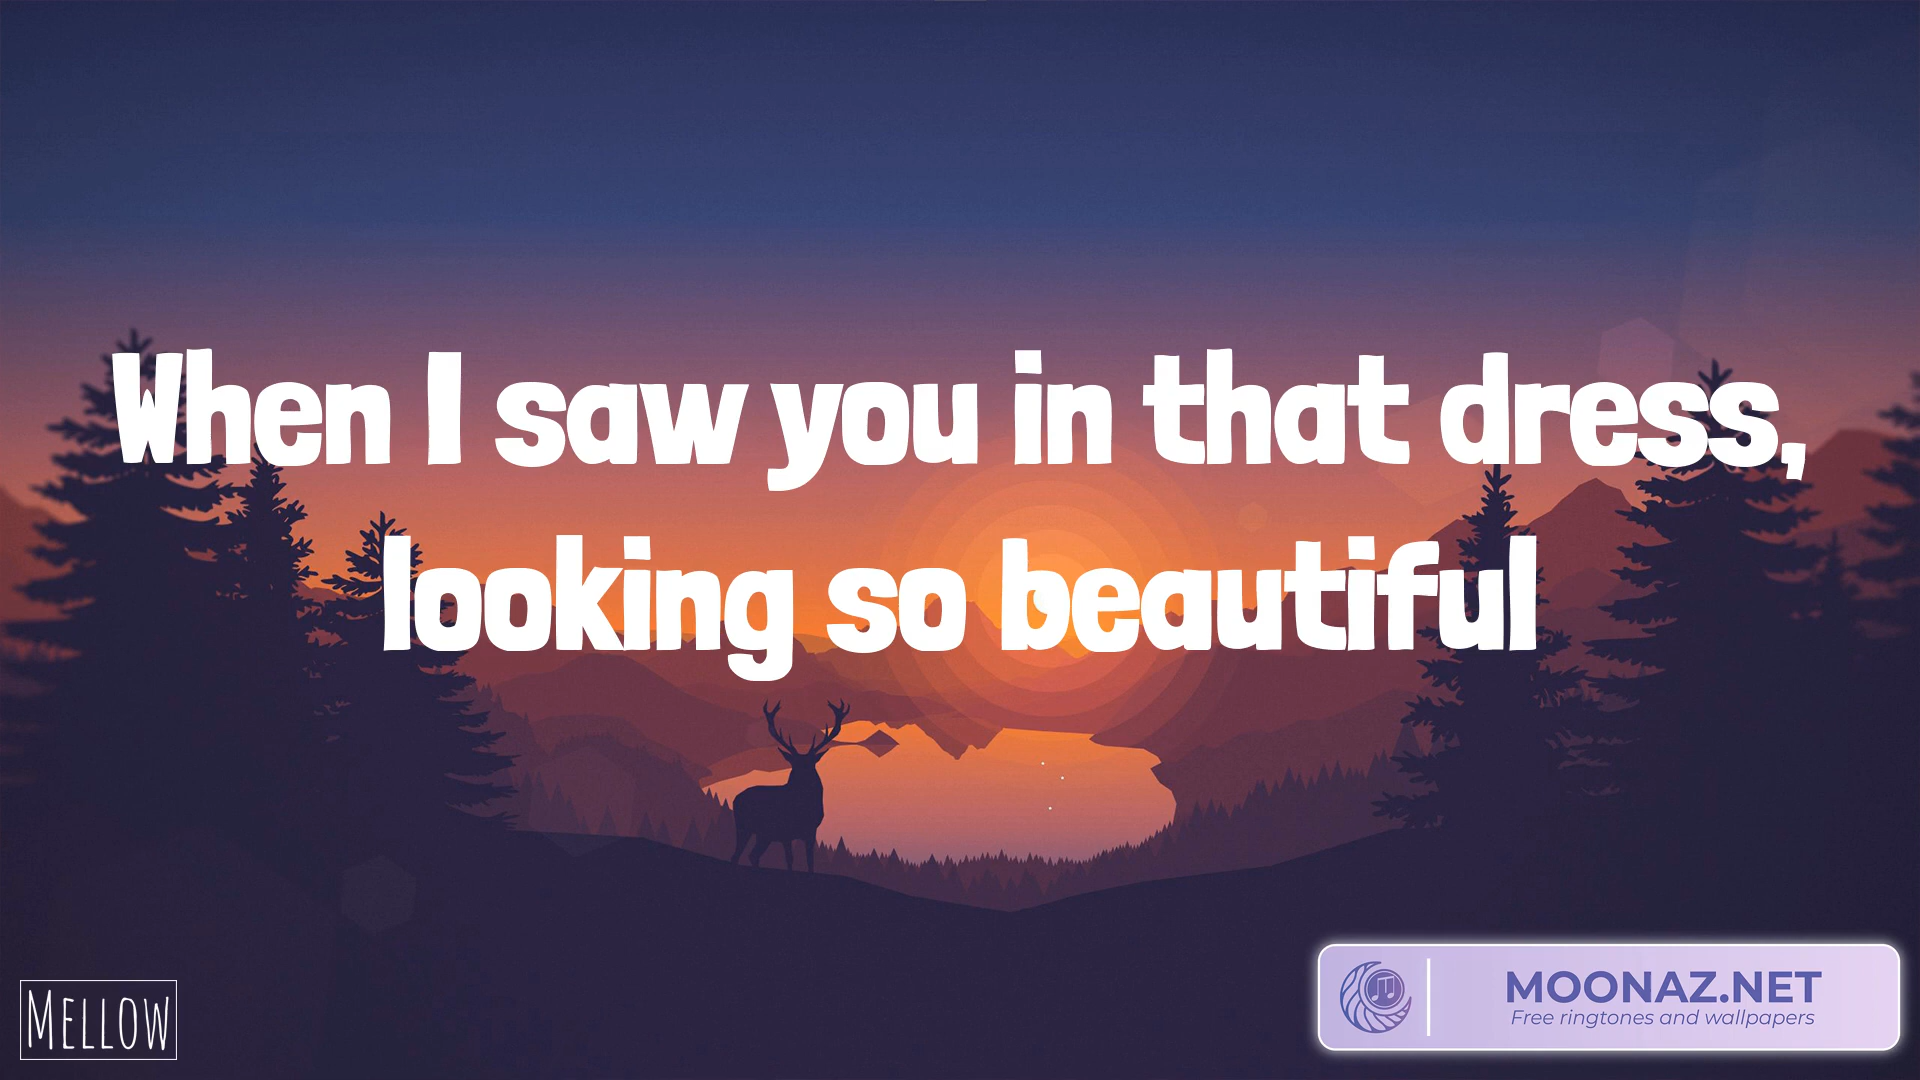 When I saw you in that dress,
looking so beautiful
MELLOW
MOONAZ.NET
Free ringtones and wallpapers